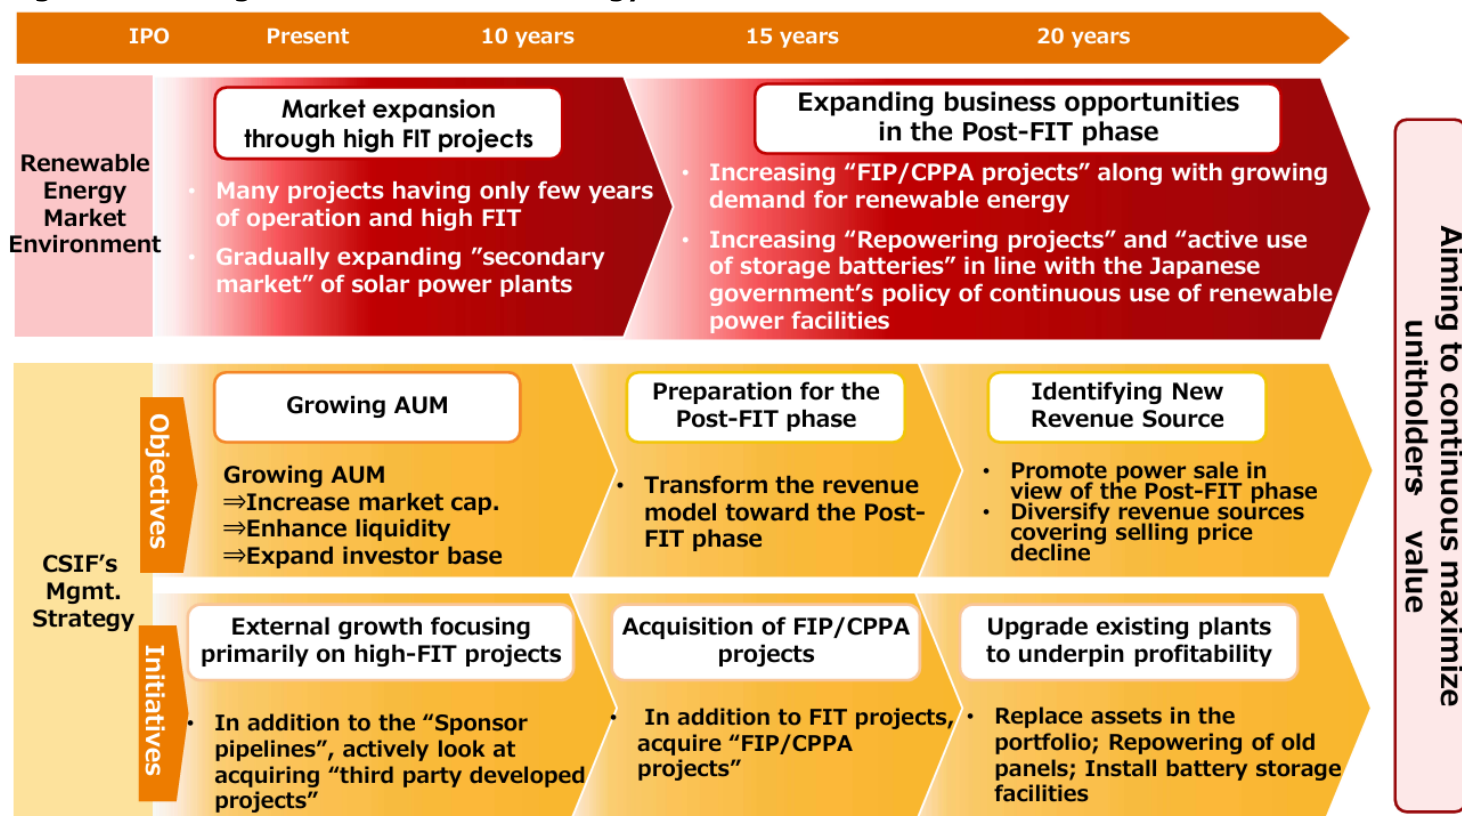 IPO Present 10 years 15 years 20 years
Renewable
Energy
Market
Environment
Market expansion
through high FIT projects
• Many projects having only few years
of operation and high FIT
• Gradually expanding ”secondary
market” of solar power plants
Expanding business opportunities
in the Post-FIT phase
• Increasing “FIP/CPPA projects” along with growing
demand for renewable energy
• Increasing “Repowering projects” and “active use
of storage batteries” in line with the Japanese
government’s policy of continuous use of renewable
power facilities
CSIF’s
Mgmt.
Strategy
Objectives
Growing AUM
Growing AUM
⇒Increase market cap.
⇒Enhance liquidity
⇒Expand investor base
Preparation for the
Post-FIT phase
• Transform the revenue
model toward the Post-
FIT phase
Identifying New
Revenue Source
• Promote power sale in
view of the Post-FIT phase
• Diversify revenue sources
covering selling price
decline
Initiatives
External growth focusing
primarily on high-FIT projects
• In addition to the “Sponsor
pipelines”, actively look at
acquiring “third party developed
projects”
Acquisition of FIP/CPPA
projects
• In addition to FIT projects,
acquire “FIP/CPPA
projects”
Upgrade existing plants
to underpin profitability
• Replace assets in the
portfolio; Repowering of old
panels; Install battery storage
facilities
Aiming to continuous maximize
unitholders’ value